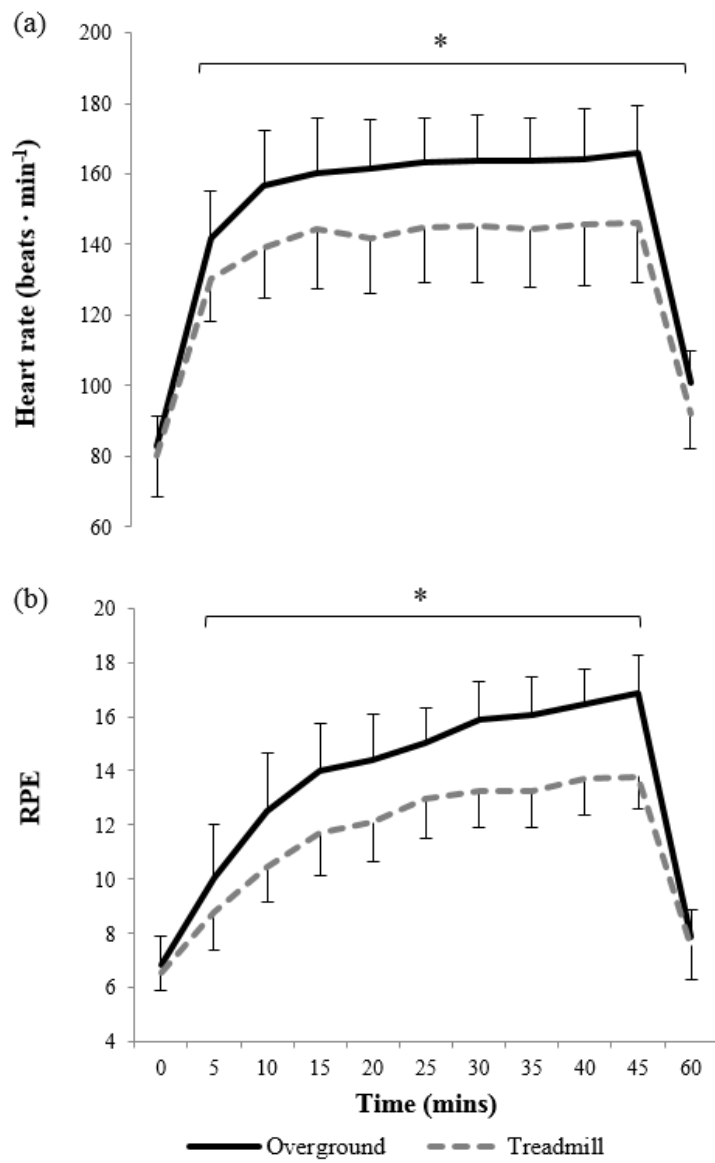 (a)
*
200
180
160
140
120
100
80
60
Heart rate (beats · min⁻¹)
(b)
*
20
18
16
14
12
10
8
6
4
RPE
0 5 10 15 20 25 30 35 40 45 60
Time (mins)
Overground Treadmill